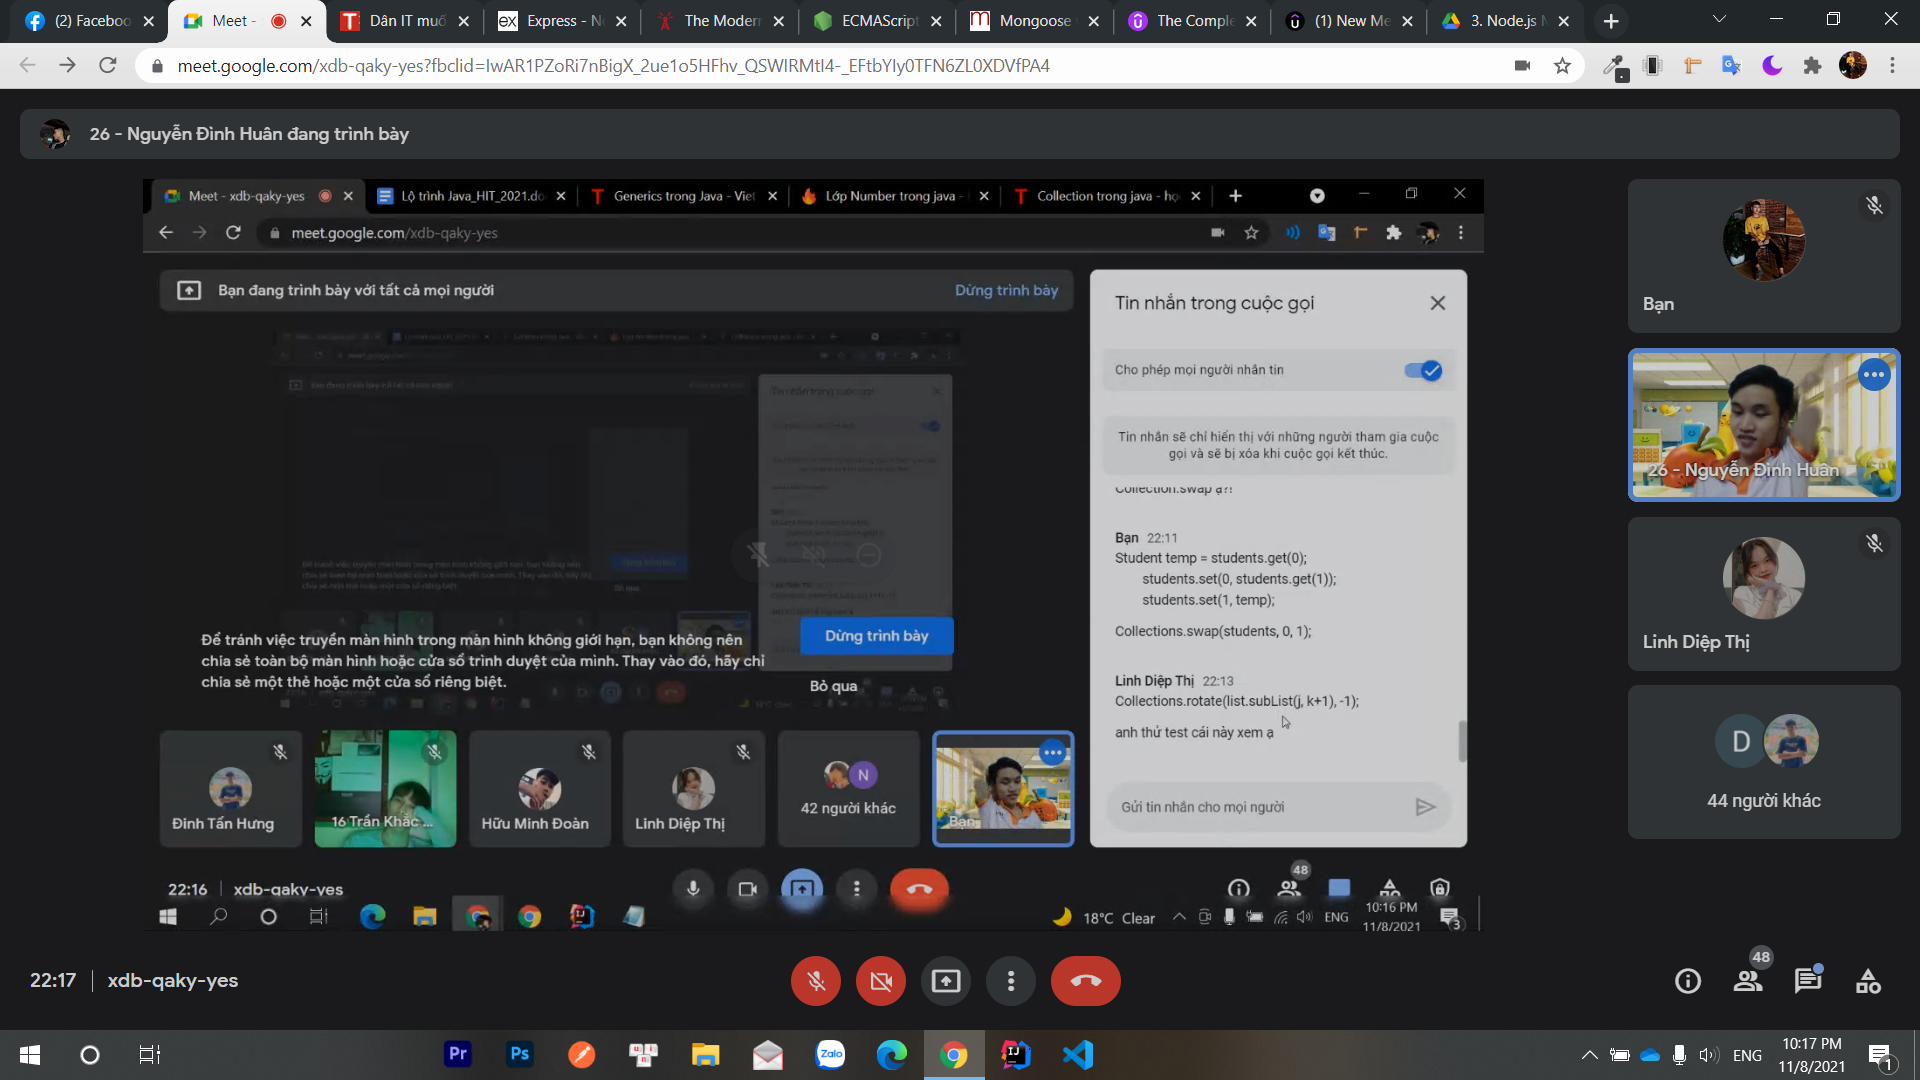 (2) Faceboo
Meet -
Dân IT muố
Express - N
The Modern
ECMAScript
Mongoose
The Comple
(1) New Me
3. Node.js
meet.google.com/xdb-qaky-yes?fbclid=IwAR1PZoRi7nBigX_2ue1o5HFhv_QSWIRMtI4-_EFtbYIy0TFN6ZL0XDVfPA4
26 - Nguyễn Đình Huân đang trình bày
Meet - xdb-qaky-yes
Lộ trình Java_HIT_2021.do
Generics trong Java - Viet
Lớp Number trong java -
Collection trong java - họ
meet.google.com/xdb-qaky-yes
Bạn đang trình bày với tất cả mọi người
Dừng trình bày
Tin nhắn trong cuộc gọi
Cho phép mọi người nhắn tin
Tin nhắn sẽ chỉ hiển thị với những người tham gia cuộc
gọi và sẽ bị xóa khi cuộc gọi kết thúc.
Collection.swap ạ?!
Bạn 22:11
Student temp = students.get(0);
students.set(0, students.get(1));
students.set(1, temp);
Collections.swap(students, 0, 1);
Linh Diệp Thị 22:13
Collections.rotate(list.subList(j, k+1), -1);
anh thử test cái này xem ạ
Gửi tin nhắn cho mọi người
Để tránh việc truyền màn hình trong màn hình không giới hạn, bạn không nên
chia sẻ toàn bộ màn hình hoặc cửa sổ trình duyệt của mình. Thay vào đó, hãy chỉ
chia sẻ một thẻ hoặc một cửa sổ riêng biệt.
Dừng trình bày
Bỏ qua
Đinh Tấn Hưng
16 Trần Khắc ...
Hữu Minh Đoàn
Linh Diệp Thị
N
42 người khác
Bạn
22:16 | xdb-qaky-yes
48
18°C Clear
ENG
10:16 PM
11/8/2021
3
Bạn
26 - Nguyễn Đình Huân
Linh Diệp Thị
D
44 người khác
22:17 | xdb-qaky-yes
48
Pr
Ps
Zalo
IJ
ENG
10:17 PM
11/8/2021
1